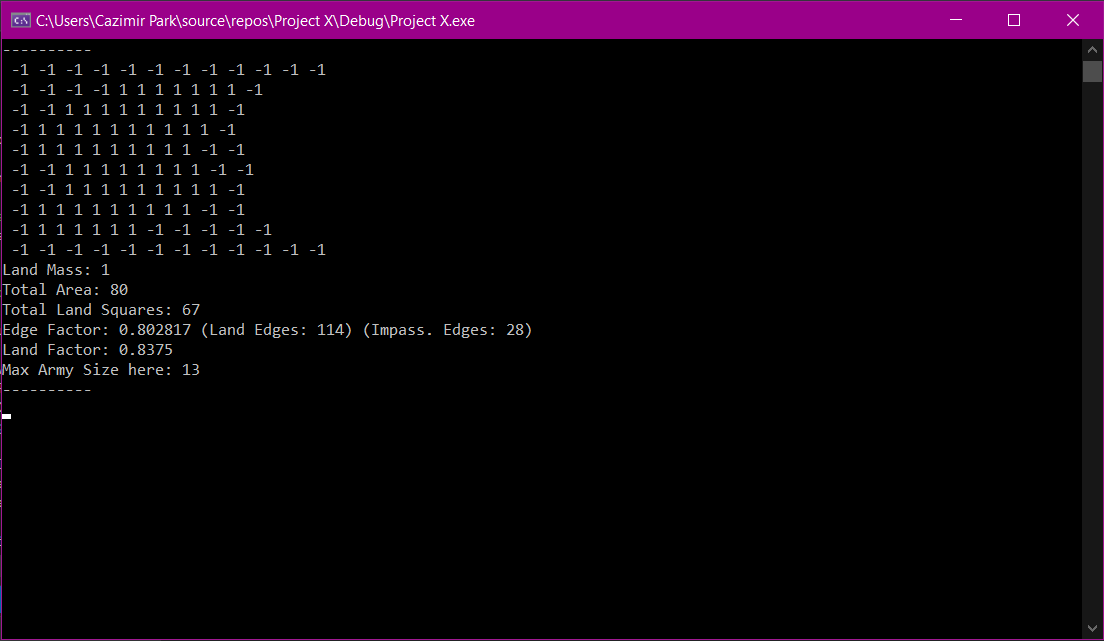 C:\Users\Cazimir Park\source\repos\Project X\Debug\Project X.exe
----------
-1 -1 -1 -1 -1 -1 -1 -1 -1 -1 -1 -1
-1 -1 -1 -1 1 1 1 1 1 1 1 -1
-1 -1 1 1 1 1 1 1 1 1 1 -1
-1 1 1 1 1 1 1 1 1 1 1 -1
-1 1 1 1 1 1 1 1 1 1 -1 -1
-1 -1 1 1 1 1 1 1 1 1 -1 -1
-1 -1 1 1 1 1 1 1 1 1 1 -1
-1 1 1 1 1 1 1 1 1 1 -1 -1
-1 1 1 1 1 1 1 -1 -1 -1 -1 -1
-1 -1 -1 -1 -1 -1 -1 -1 -1 -1 -1 -1
Land Mass: 1
Total Area: 80
Total Land Squares: 67
Edge Factor: 0.802817 (Land Edges: 114) (Impass. Edges: 28)
Land Factor: 0.8375
Max Army Size here: 13
----------